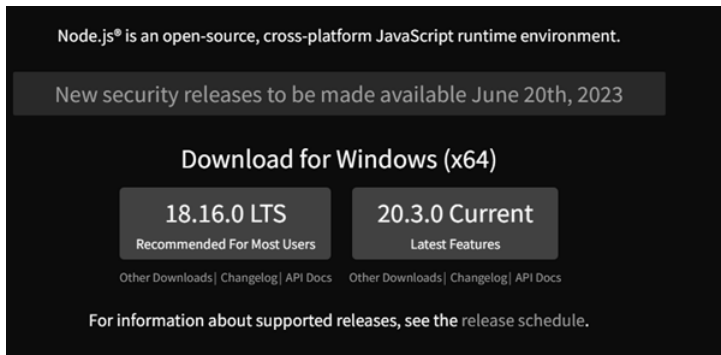 Node.js® is an open-source, cross-platform JavaScript runtime environment.
New security releases to be made available June 20th, 2023
Download for Windows (x64)
18.16.0 LTS
Recommended For Most Users
Other Downloads| Changelog| API Docs
20.3.0 Current
Latest Features
Other Downloads| Changelog| API Docs
For information about supported releases, see the release schedule.